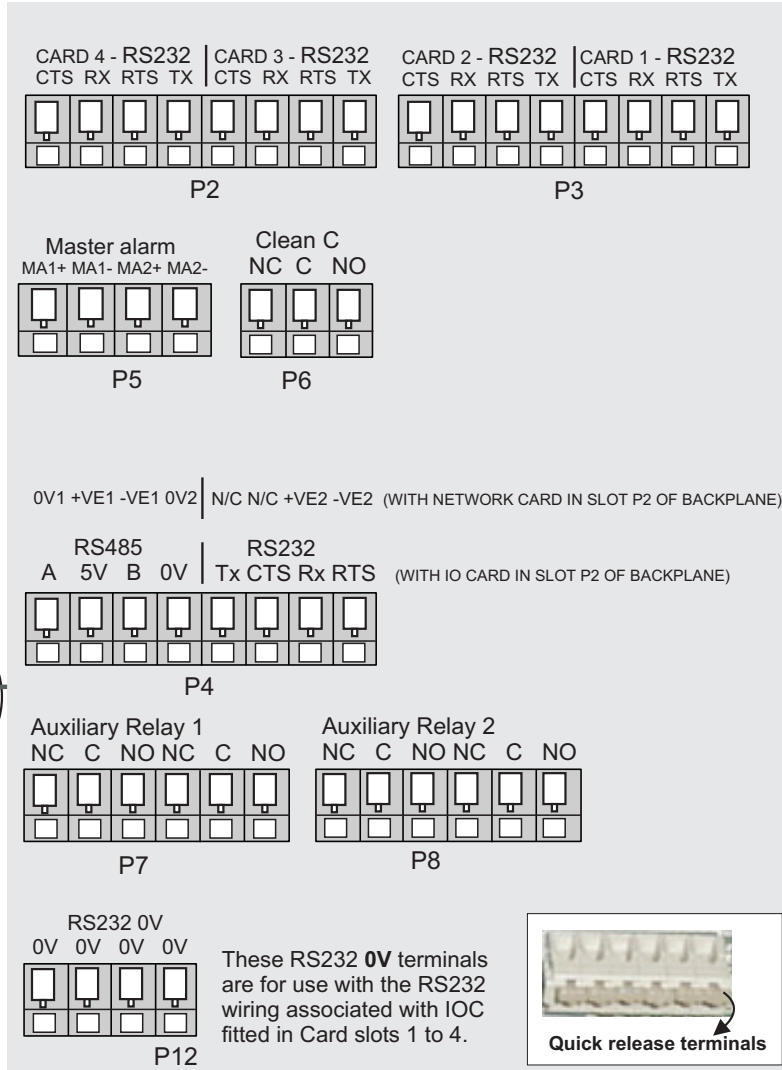 CARD 4 - RS232 | CARD 3 - RS232
CTS RX RTS TX | CTS RX RTS TX
P2
CARD 2 - RS232 | CARD 1 - RS232
CTS RX RTS TX | CTS RX RTS TX
P3
Master alarm
MA1+ MA1- MA2+ MA2-
P5
Clean C
NC C NO
P6
0V1 +VE1 -VE1 0V2 | N/C N/C +VE2 -VE2 (WITH NETWORK CARD IN SLOT P2 OF BACKPLANE)
RS485 | RS232
A 5V B 0V | Tx CTS Rx RTS (WITH IO CARD IN SLOT P2 OF BACKPLANE)
P4
Auxiliary Relay 1
NC C NO NC C NO
P7
Auxiliary Relay 2
NC C NO NC C NO
P8
RS232 0V
0V 0V 0V 0V
P12
These RS232 0V terminals
are for use with the RS232
wiring associated with IOC
fitted in Card slots 1 to 4.
Quick release terminals